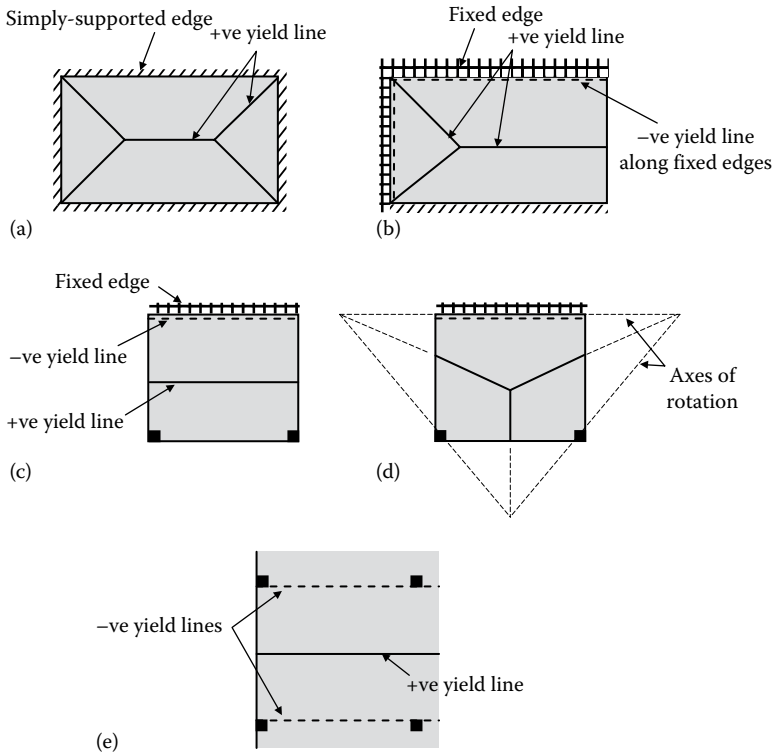 Simply-supported edge
+ve yield line
(a)
Fixed edge
+ve yield line
−ve yield line
along fixed edges
(b)
Fixed edge
−ve yield line
+ve yield line
(c)
Axes of
rotation
(d)
−ve yield lines
+ve yield line
(e)